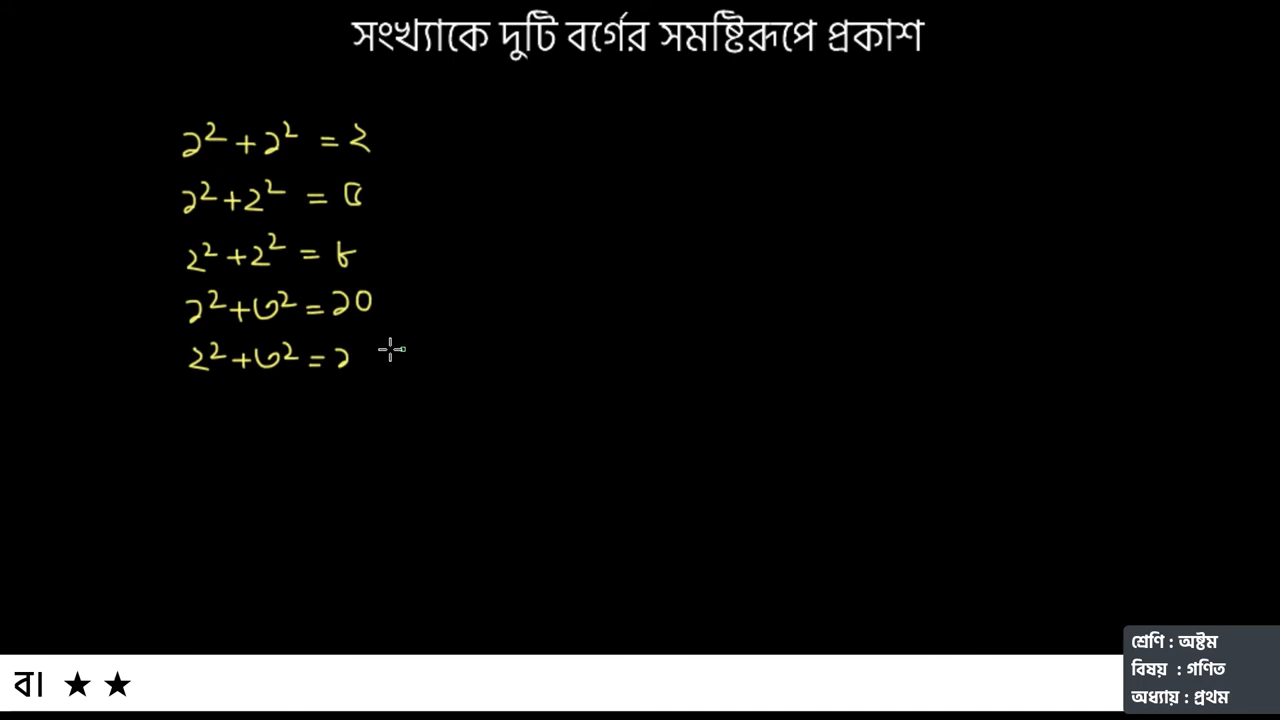 সংখ্যাকে দুটি বর্গের সমষ্টিরূপে প্রকাশ
১² + ১² = ২
১² + ২² = ৫
২² + ২² = ৮
১² + ৩² = ১০
২² + ৩² = ১
শ্রেণি : অষ্টম
বিষয় : গণিত
অধ্যায় : প্রথম
ব। ★ ★